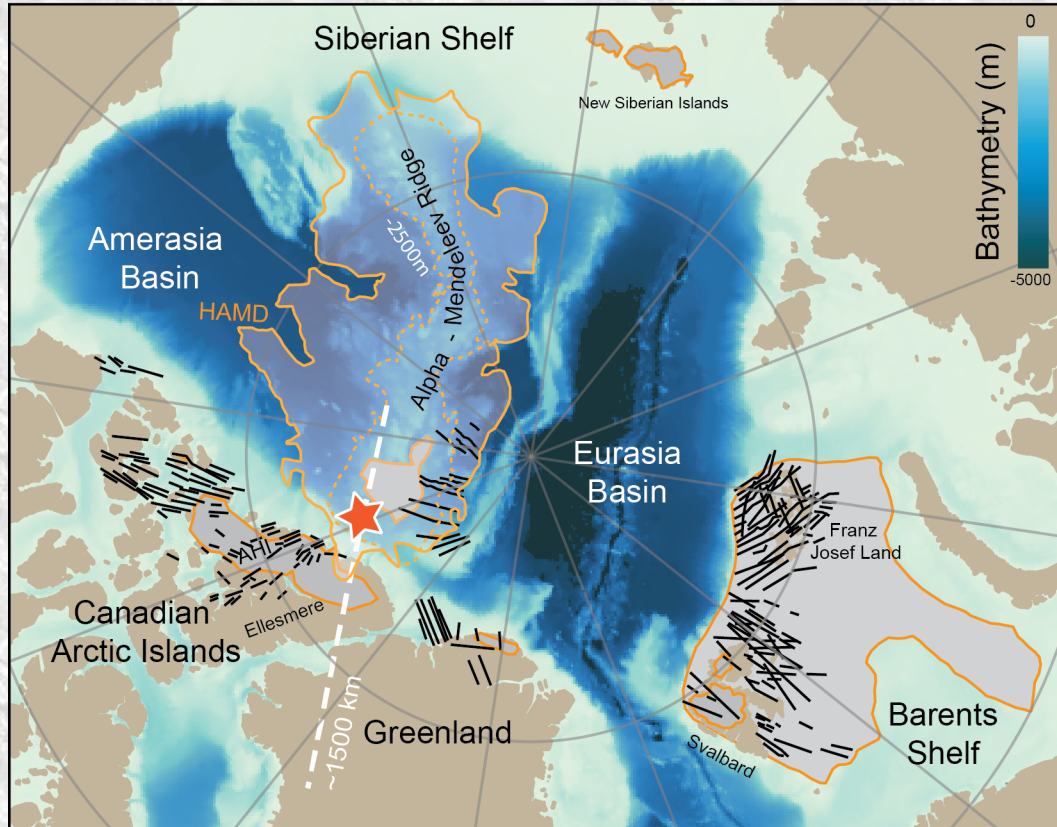 Siberian Shelf
New Siberian Islands
0
Bathymetry (m)
-5000
Amerasia
Basin
HAMD
-2500m
Alpha - Mendeleev Ridge
Eurasia
Basin
Franz
Josef Land
AHI
Ellesmere
Canadian
Arctic Islands
~1500 km
Greenland
Svalbard
Barents
Shelf